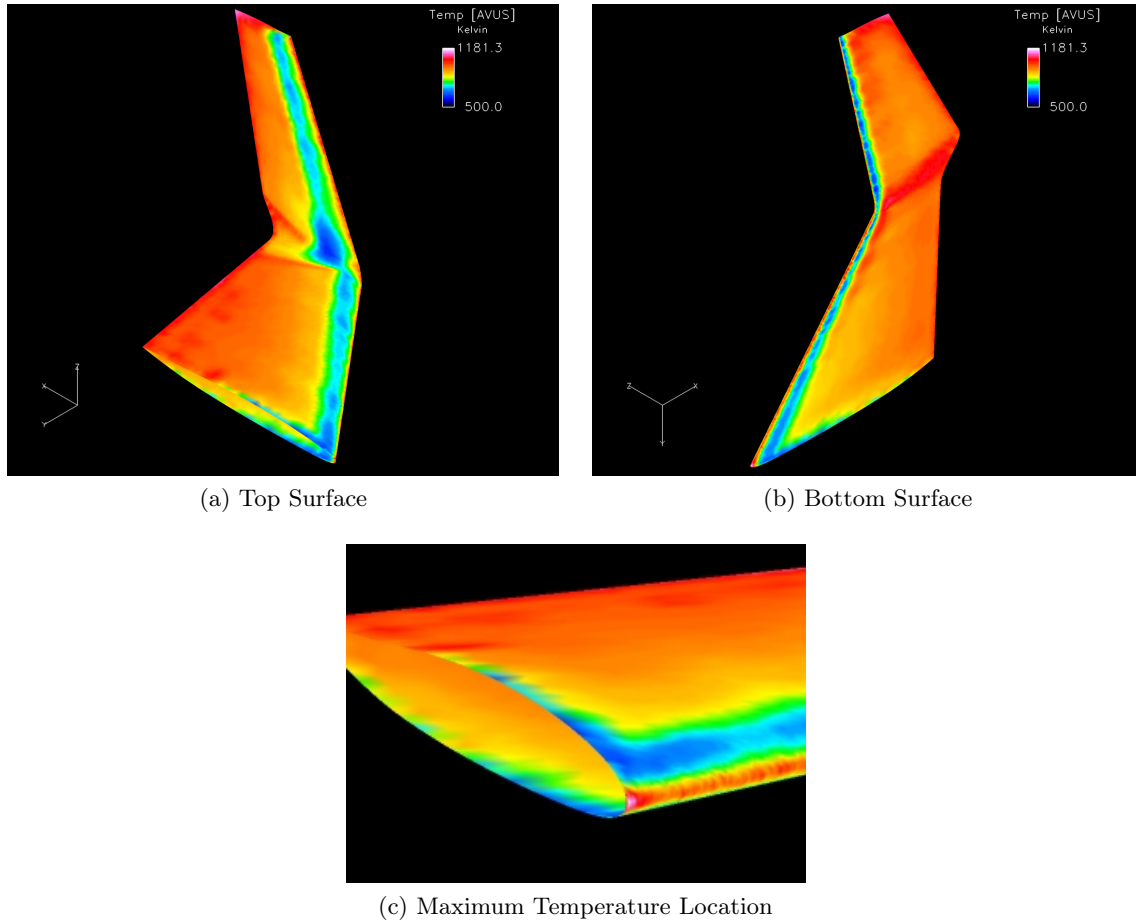 Temp [AVUS]
Kelvin
1181.3
500.0
Z
X
Y
(a) Top Surface
Temp [AVUS]
Kelvin
1181.3
500.0
Z
X
Y
(b) Bottom Surface
(c) Maximum Temperature Location